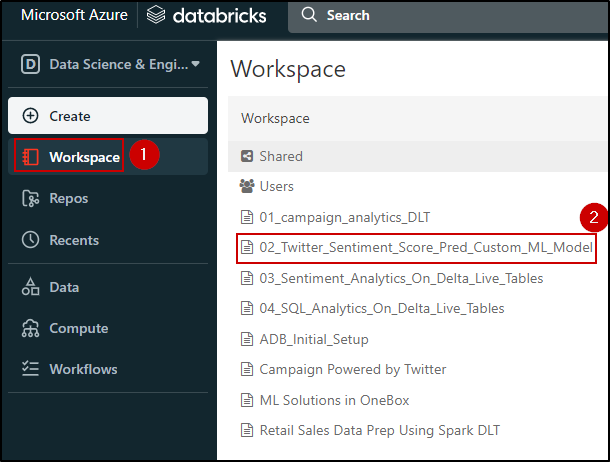 Microsoft Azure databricks Search
D Data Science & Engi...
Create
Workspace 1
Repos
Recents
Data
Compute
Workflows
Workspace
Workspace
Shared
Users
01_campaign_analytics_DLT
2
02_Twitter_Sentiment_Score_Pred_Custom_ML_Model
03_Sentiment_Analytics_On_Delta_Live_Tables
04_SQL_Analytics_On_Delta_Live_Tables
ADB_Initial_Setup
Campaign Powered by Twitter
ML Solutions in OneBox
Retail Sales Data Prep Using Spark DLT